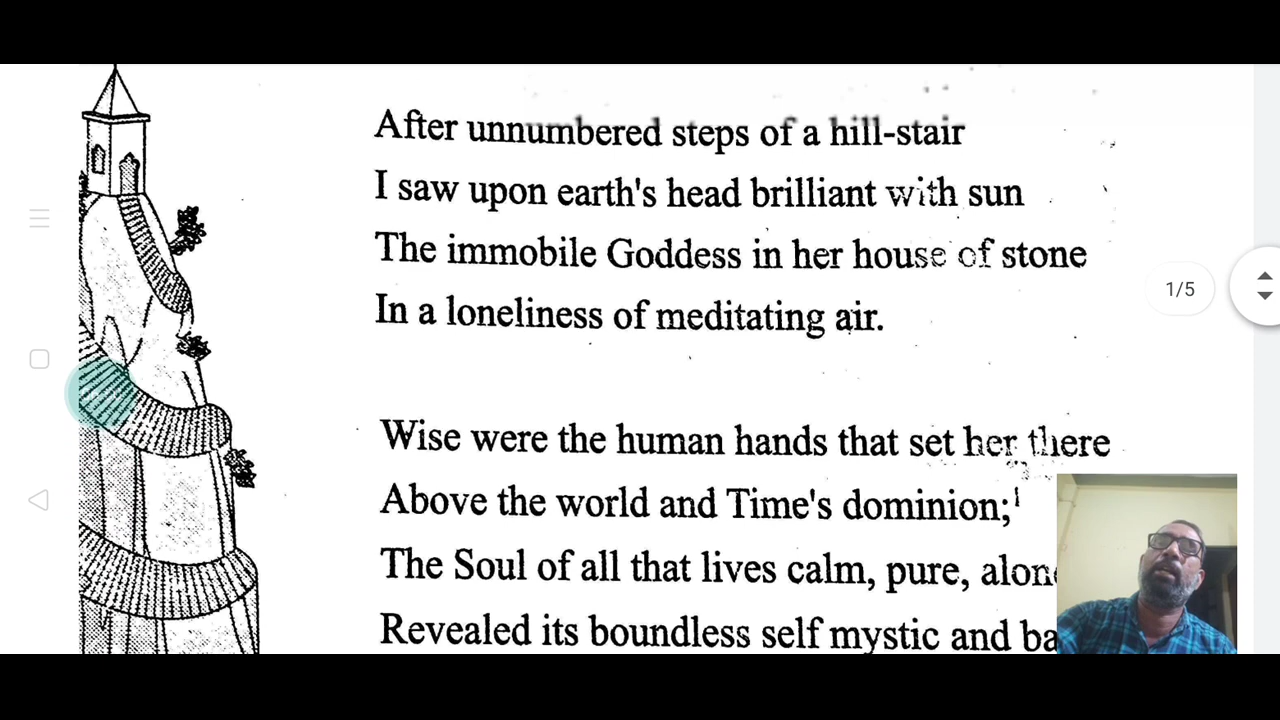 After unnumbered steps of a hill-stair
I saw upon earth's head brilliant with sun
The immobile Goddess in her house of stone
In a loneliness of meditating air.
1/5
Wise were the human hands that set her there
Above the world and Time's dominion;¹
The Soul of all that lives calm, pure,
Revealed its boundless self mystic and